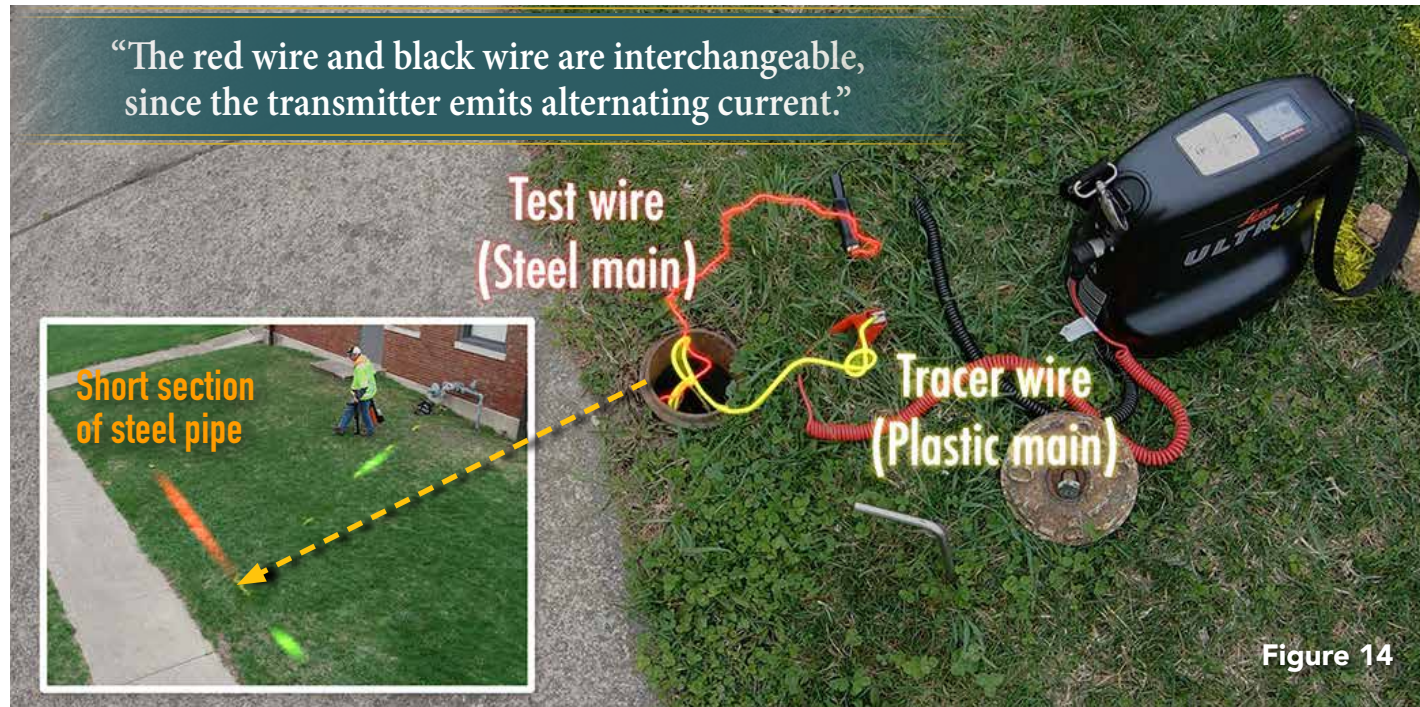 “The red wire and black wire are interchangeable,
since the transmitter emits alternating current.”
Test wire
(Steel main)
ULTRA
Short section
of steel pipe
Tracer wire
(Plastic main)
Figure 14